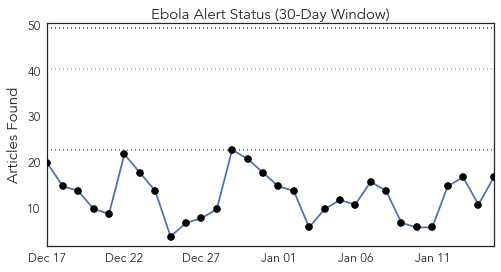 Ebola Alert Status (30-Day Window)
Articles Found
50
40
30
20
10
Dec 17 Dec 22 Dec 27 Jan 01 Jan 06 Jan 11